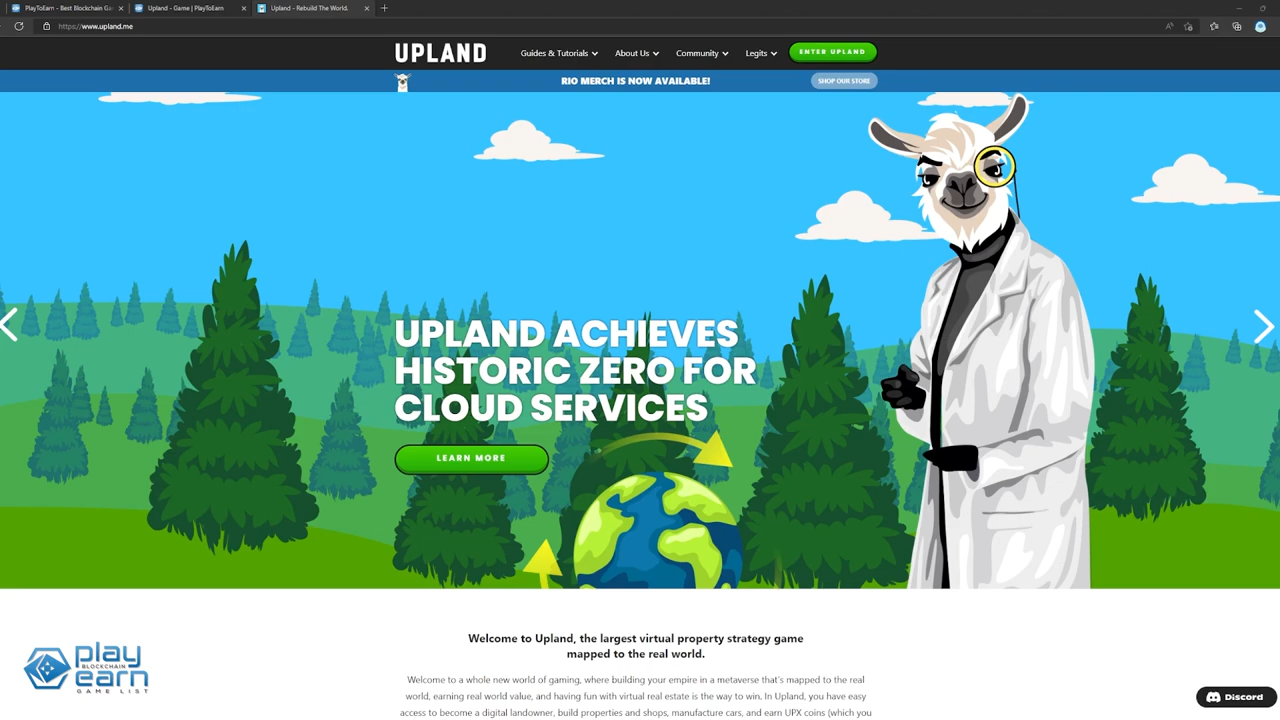 PlayToEarn - Best Blockchain Ga
Upland - Game | PlayToEarn
Upland - Rebuild The World.
https://www.upland.me
UPLAND
Guides & Tutorials
About Us
Community
Legits
ENTER UPLAND
RIO MERCH IS NOW AVAILABLE!
SHOP OUR STORE
UPLAND ACHIEVES
HISTORIC ZERO FOR
CLOUD SERVICES
LEARN MORE
Welcome to Upland, the largest virtual property strategy game
mapped to the real world.
Welcome to a whole new world of gaming, where building your empire in a metaverse that's mapped to the real
world, earning real world value, and having fun with virtual real estate is the way to win. In Upland, you have easy
access to become a digital landowner, build properties and shops, manufacture cars, and earn UPX coins (which you
play
BLOCKCHAIN
earn
GAME LIST
Discord